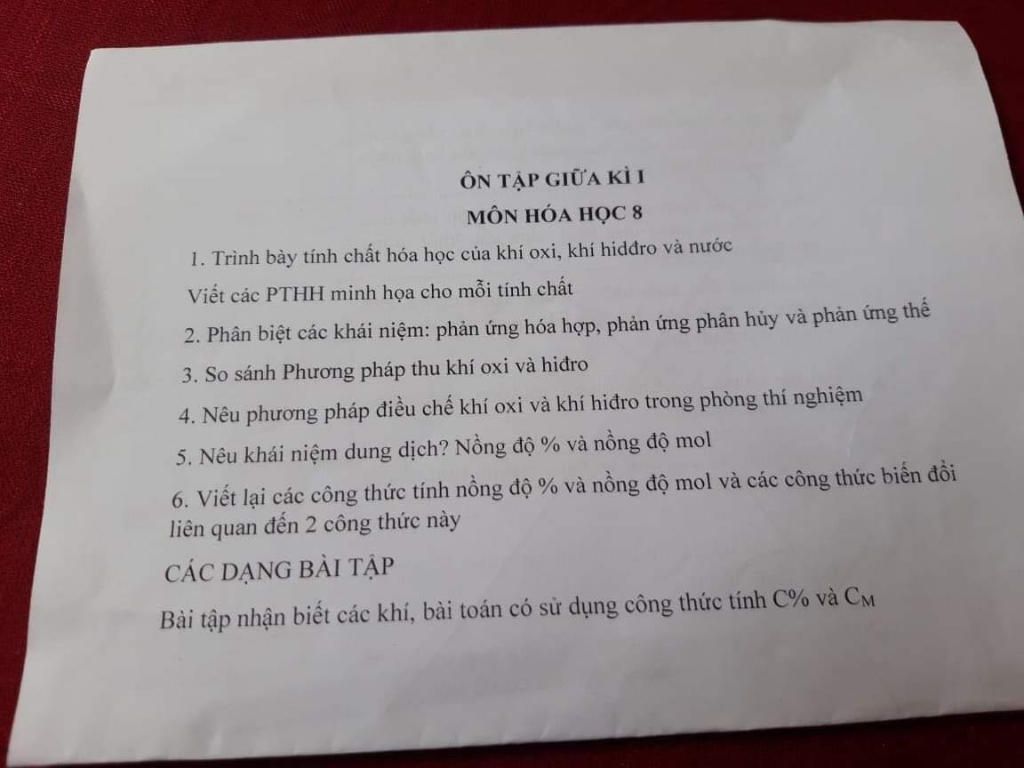 ÔN TẬP GIỮA KÌ I
MÔN HÓA HỌC 8
1. Trình bày tính chất hóa học của khí oxi, khí hiđđro và nước
Viết các PTHH minh họa cho mỗi tính chất
2. Phân biệt các khái niệm: phản ứng hóa hợp, phản ứng phân hủy và phản ứng thế
3. So sánh Phương pháp thu khí oxi và hiđro
4. Nêu phương pháp điều chế khí oxi và khí hiđro trong phòng thí nghiệm
5. Nêu khái niệm dung dịch? Nồng độ % và nồng độ mol
6. Viết lại các công thức tính nồng độ % và nồng độ mol và các công thức biến đổi
liên quan đến 2 công thức này
CÁC DẠNG BÀI TẬP
Bài tập nhận biết các khí, bài toán có sử dụng công thức tính C% và CM